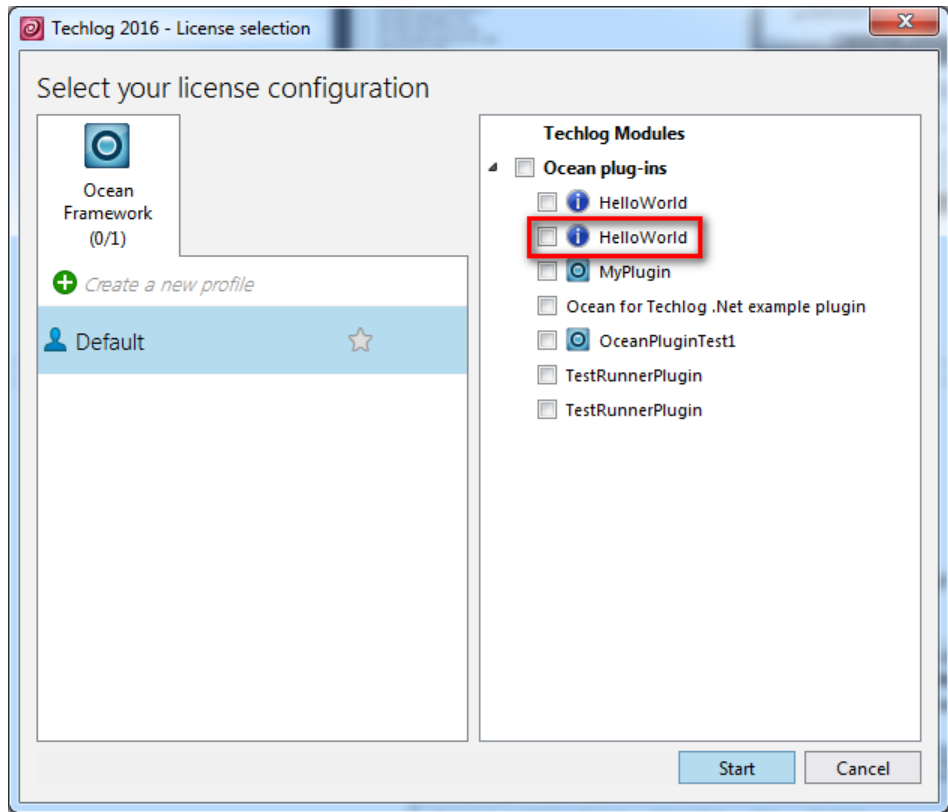 Techlog 2016 - License selection
Select your license configuration
Ocean
Framework
(0/1)
Create a new profile
Default
Techlog Modules
Ocean plug-ins
HelloWorld
HelloWorld
MyPlugin
Ocean for Techlog .Net example plugin
OceanPluginTest1
TestRunnerPlugin
TestRunnerPlugin
Start
Cancel